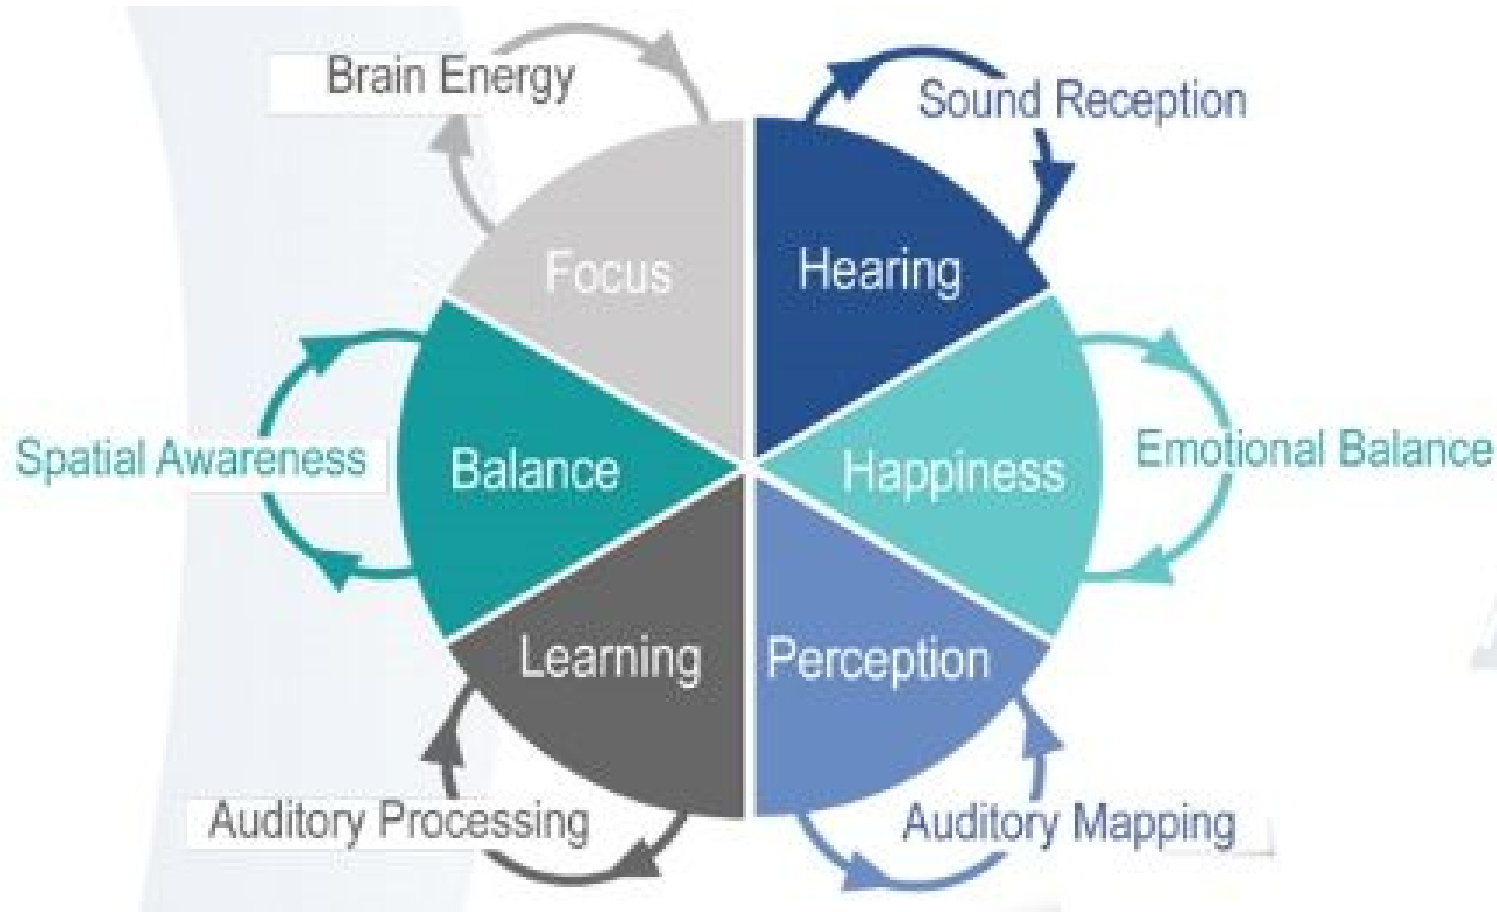 Brain Energy
Sound Reception
Focus
Hearing
Spatial Awareness
Balance
Happiness
Emotional Balance
Learning
Perception
Auditory Processing
Auditory Mapping